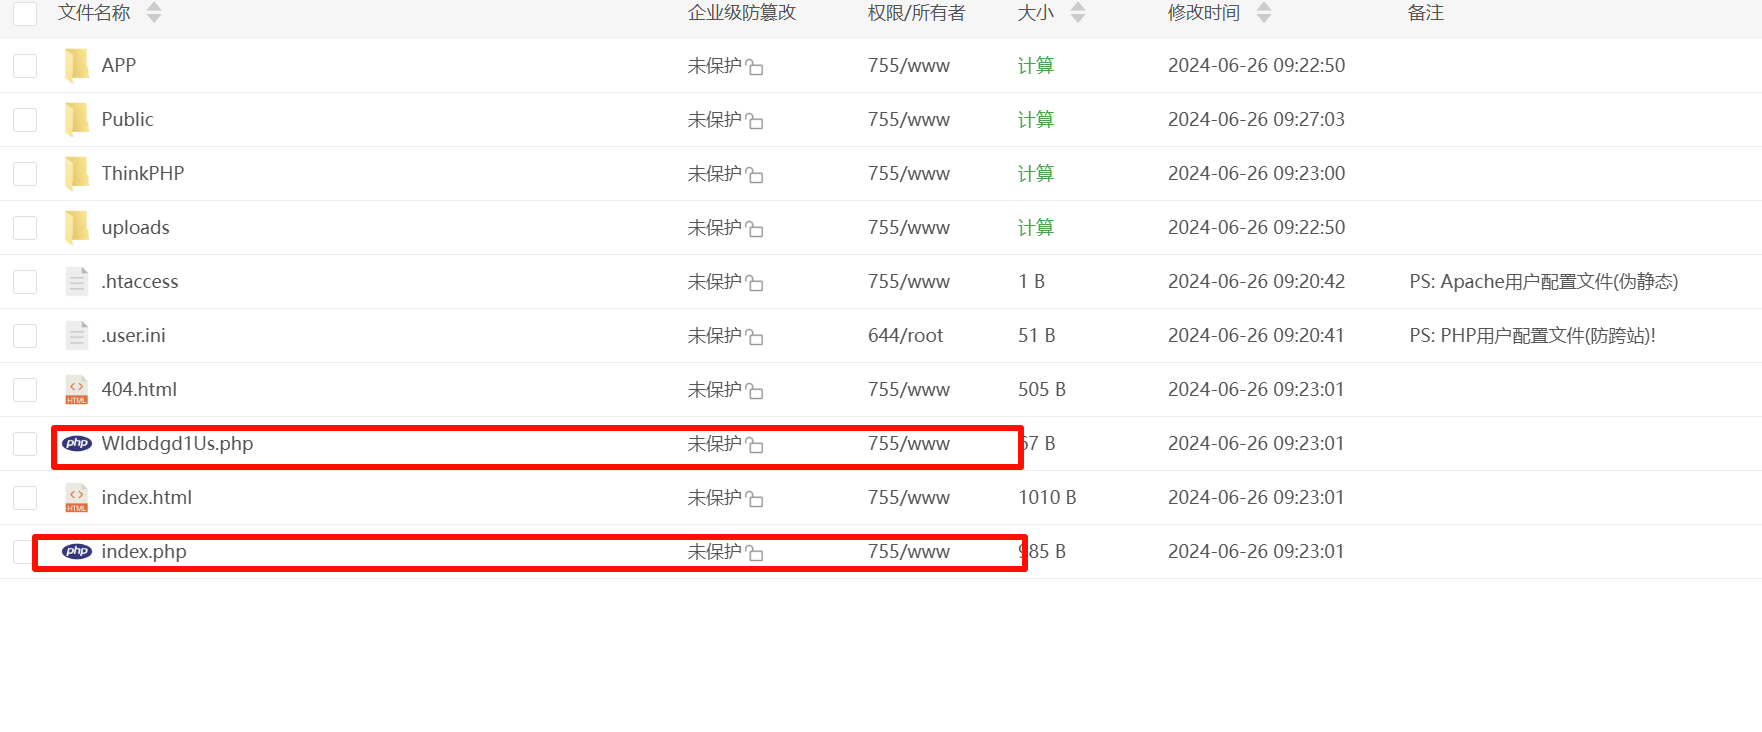 文件名称 企业级防篡改 权限/所有者 大小 修改时间 备注
APP 未保护 755/www 计算 2024-06-26 09:22:50
Public 未保护 755/www 计算 2024-06-26 09:27:03
ThinkPHP 未保护 755/www 计算 2024-06-26 09:23:00
uploads 未保护 755/www 计算 2024-06-26 09:22:50
.htaccess 未保护 755/www 1 B 2024-06-26 09:20:42 PS: Apache用户配置文件(伪静态)
.user.ini 未保护 644/root 51 B 2024-06-26 09:20:41 PS: PHP用户配置文件(防跨站)!
HTML 404.html 未保护 755/www 505 B 2024-06-26 09:23:01
php WIdbdgd1Us.php 未保护 755/www 67 B 2024-06-26 09:23:01
HTML index.html 未保护 755/www 1010 B 2024-06-26 09:23:01
php index.php 未保护 755/www 985 B 2024-06-26 09:23:01